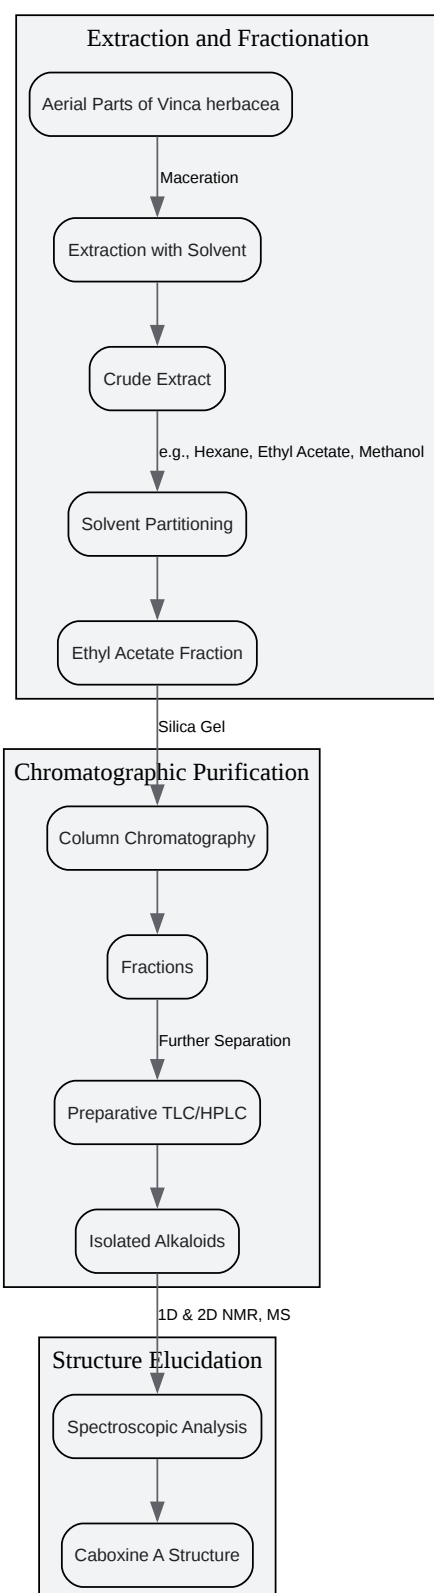 Extraction and Fractionation
Aerial Parts of Vinca herbacea
Maceration
Extraction with Solvent
Crude Extract
e.g., Hexane, Ethyl Acetate, Methanol
Solvent Partitioning
Ethyl Acetate Fraction
Silica Gel
Chromatographic Purification
Column Chromatography
Fractions
Further Separation
Preparative TLC/HPLC
Isolated Alkaloids
1D & 2D NMR, MS
Structure Elucidation
Spectroscopic Analysis
Caboxine A Structure